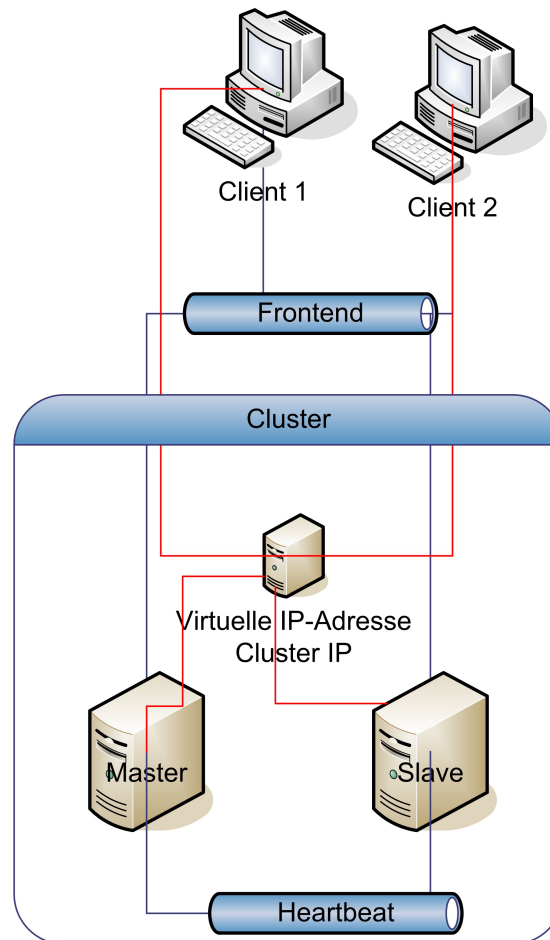 Client 1
Client 2
Frontend
Cluster
Virtuelle IP-Adresse
Cluster IP
Master
Slave
Heartbeat